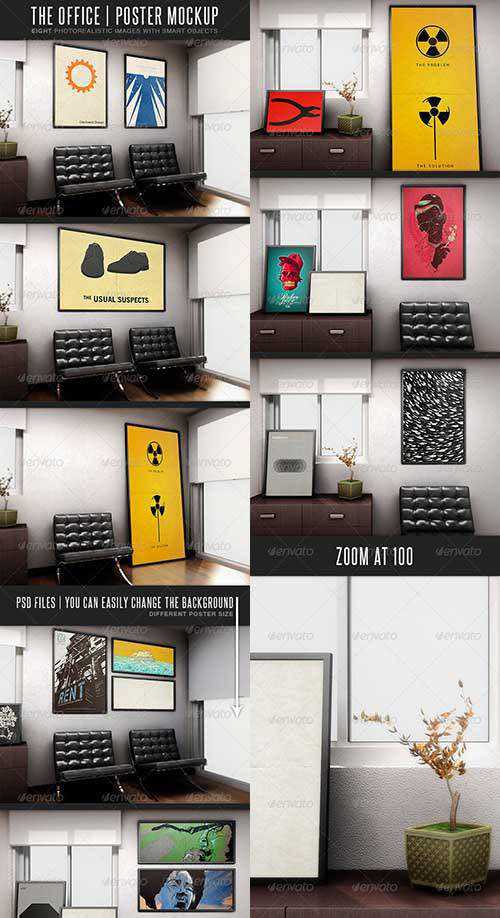 THE OFFICE | POSTER MOCKUP
EIGHT PHOTOREALISTIC IMAGES WITH SMART OBJECTS
THE USUAL SUSPECTS
PSD FILES | YOU CAN EASILY CHANGE THE BACKGROUND
DIFFERENT POSTER SIZE
RENT
THE PROBLEM
THE SOLUTION
ZOOM AT 100
envato